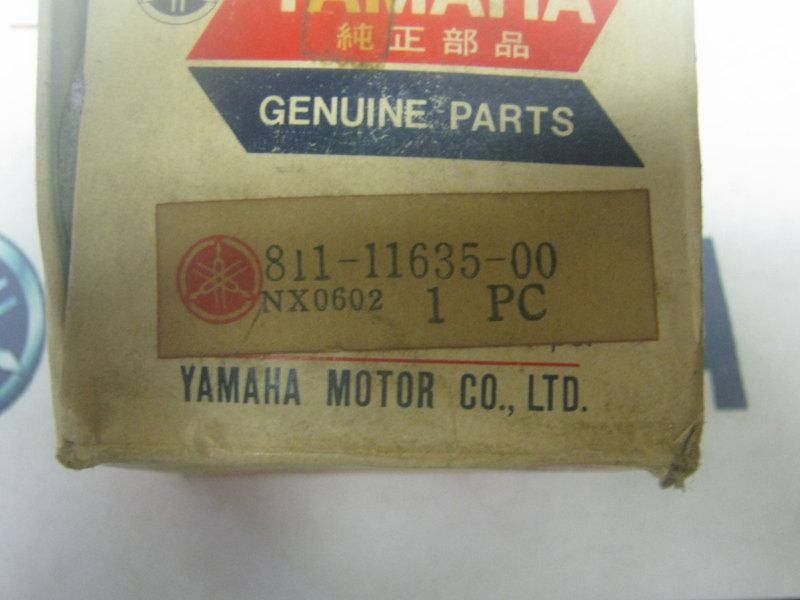 YAMAHA
純正部品
GENUINE PARTS
811-11635-00
NX0602 1 PC
YAMAHA MOTOR CO., LTD.